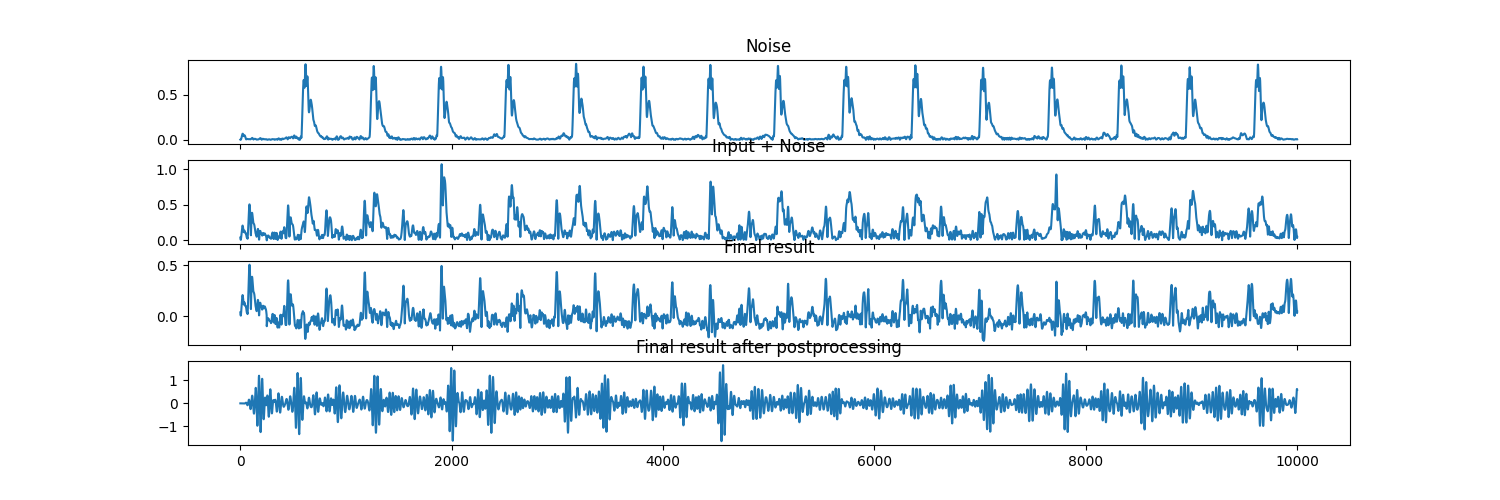 Noise
0.5
0.0
Input + Noise
1.0
0.5
0.0
Final result
0.5
0.0
Final result after postprocessing
1
0
−1
0 2000 4000 6000 8000 10000